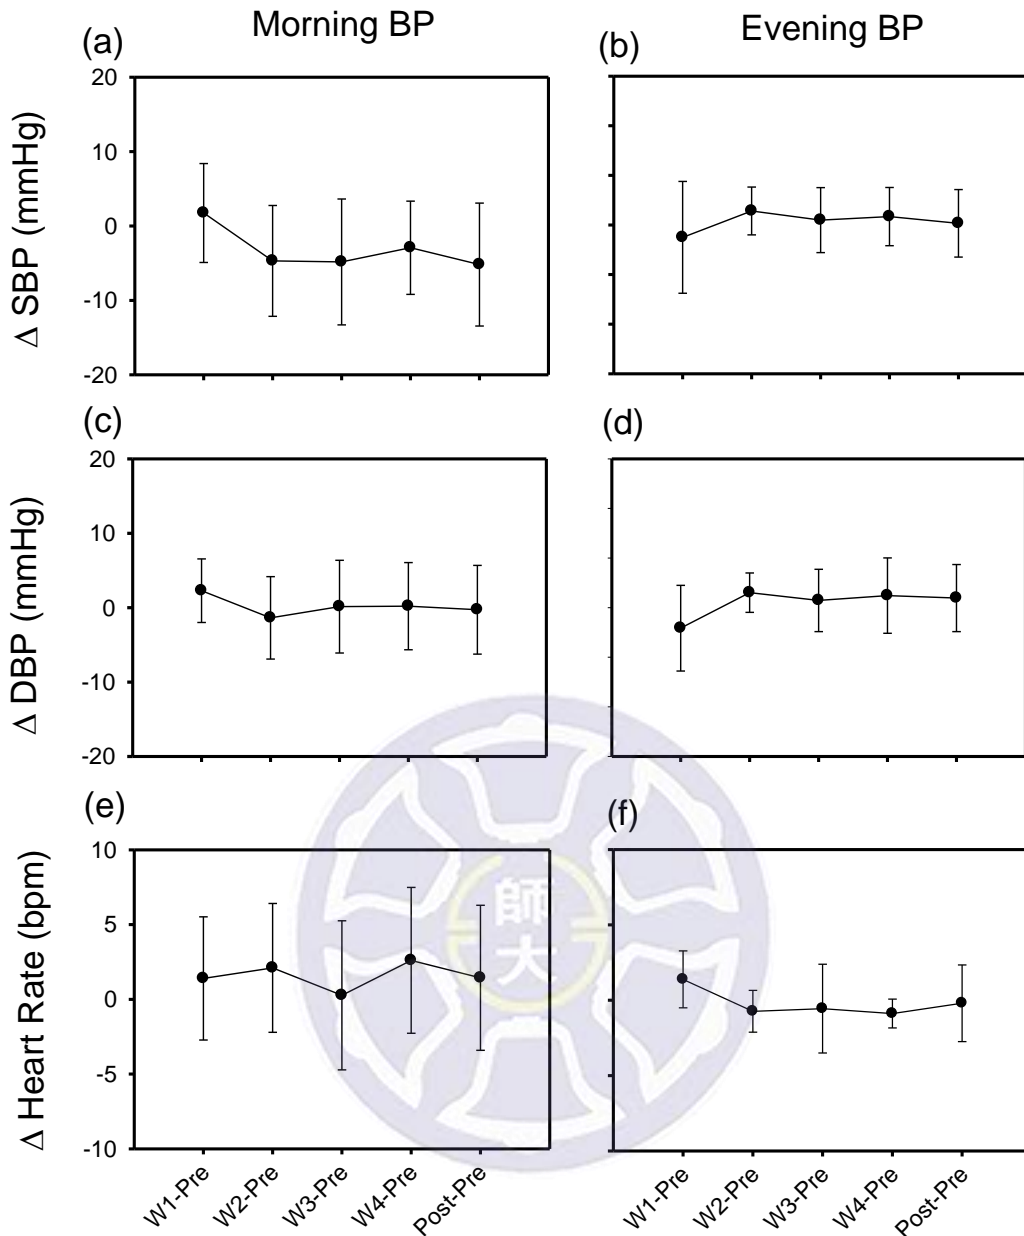 Morning BP
Evening BP
(a)
(b)
Δ SBP (mmHg)
20
10
0
-10
-20
(c)
(d)
Δ DBP (mmHg)
20
10
0
-10
-20
(e)
(f)
Δ Heart Rate (bpm)
10
5
0
-5
-10
師
大
W1-Pre
W2-Pre
W3-Pre
W4-Pre
Post-Pre
W1-Pre
W2-Pre
W3-Pre
W4-Pre
Post-Pre